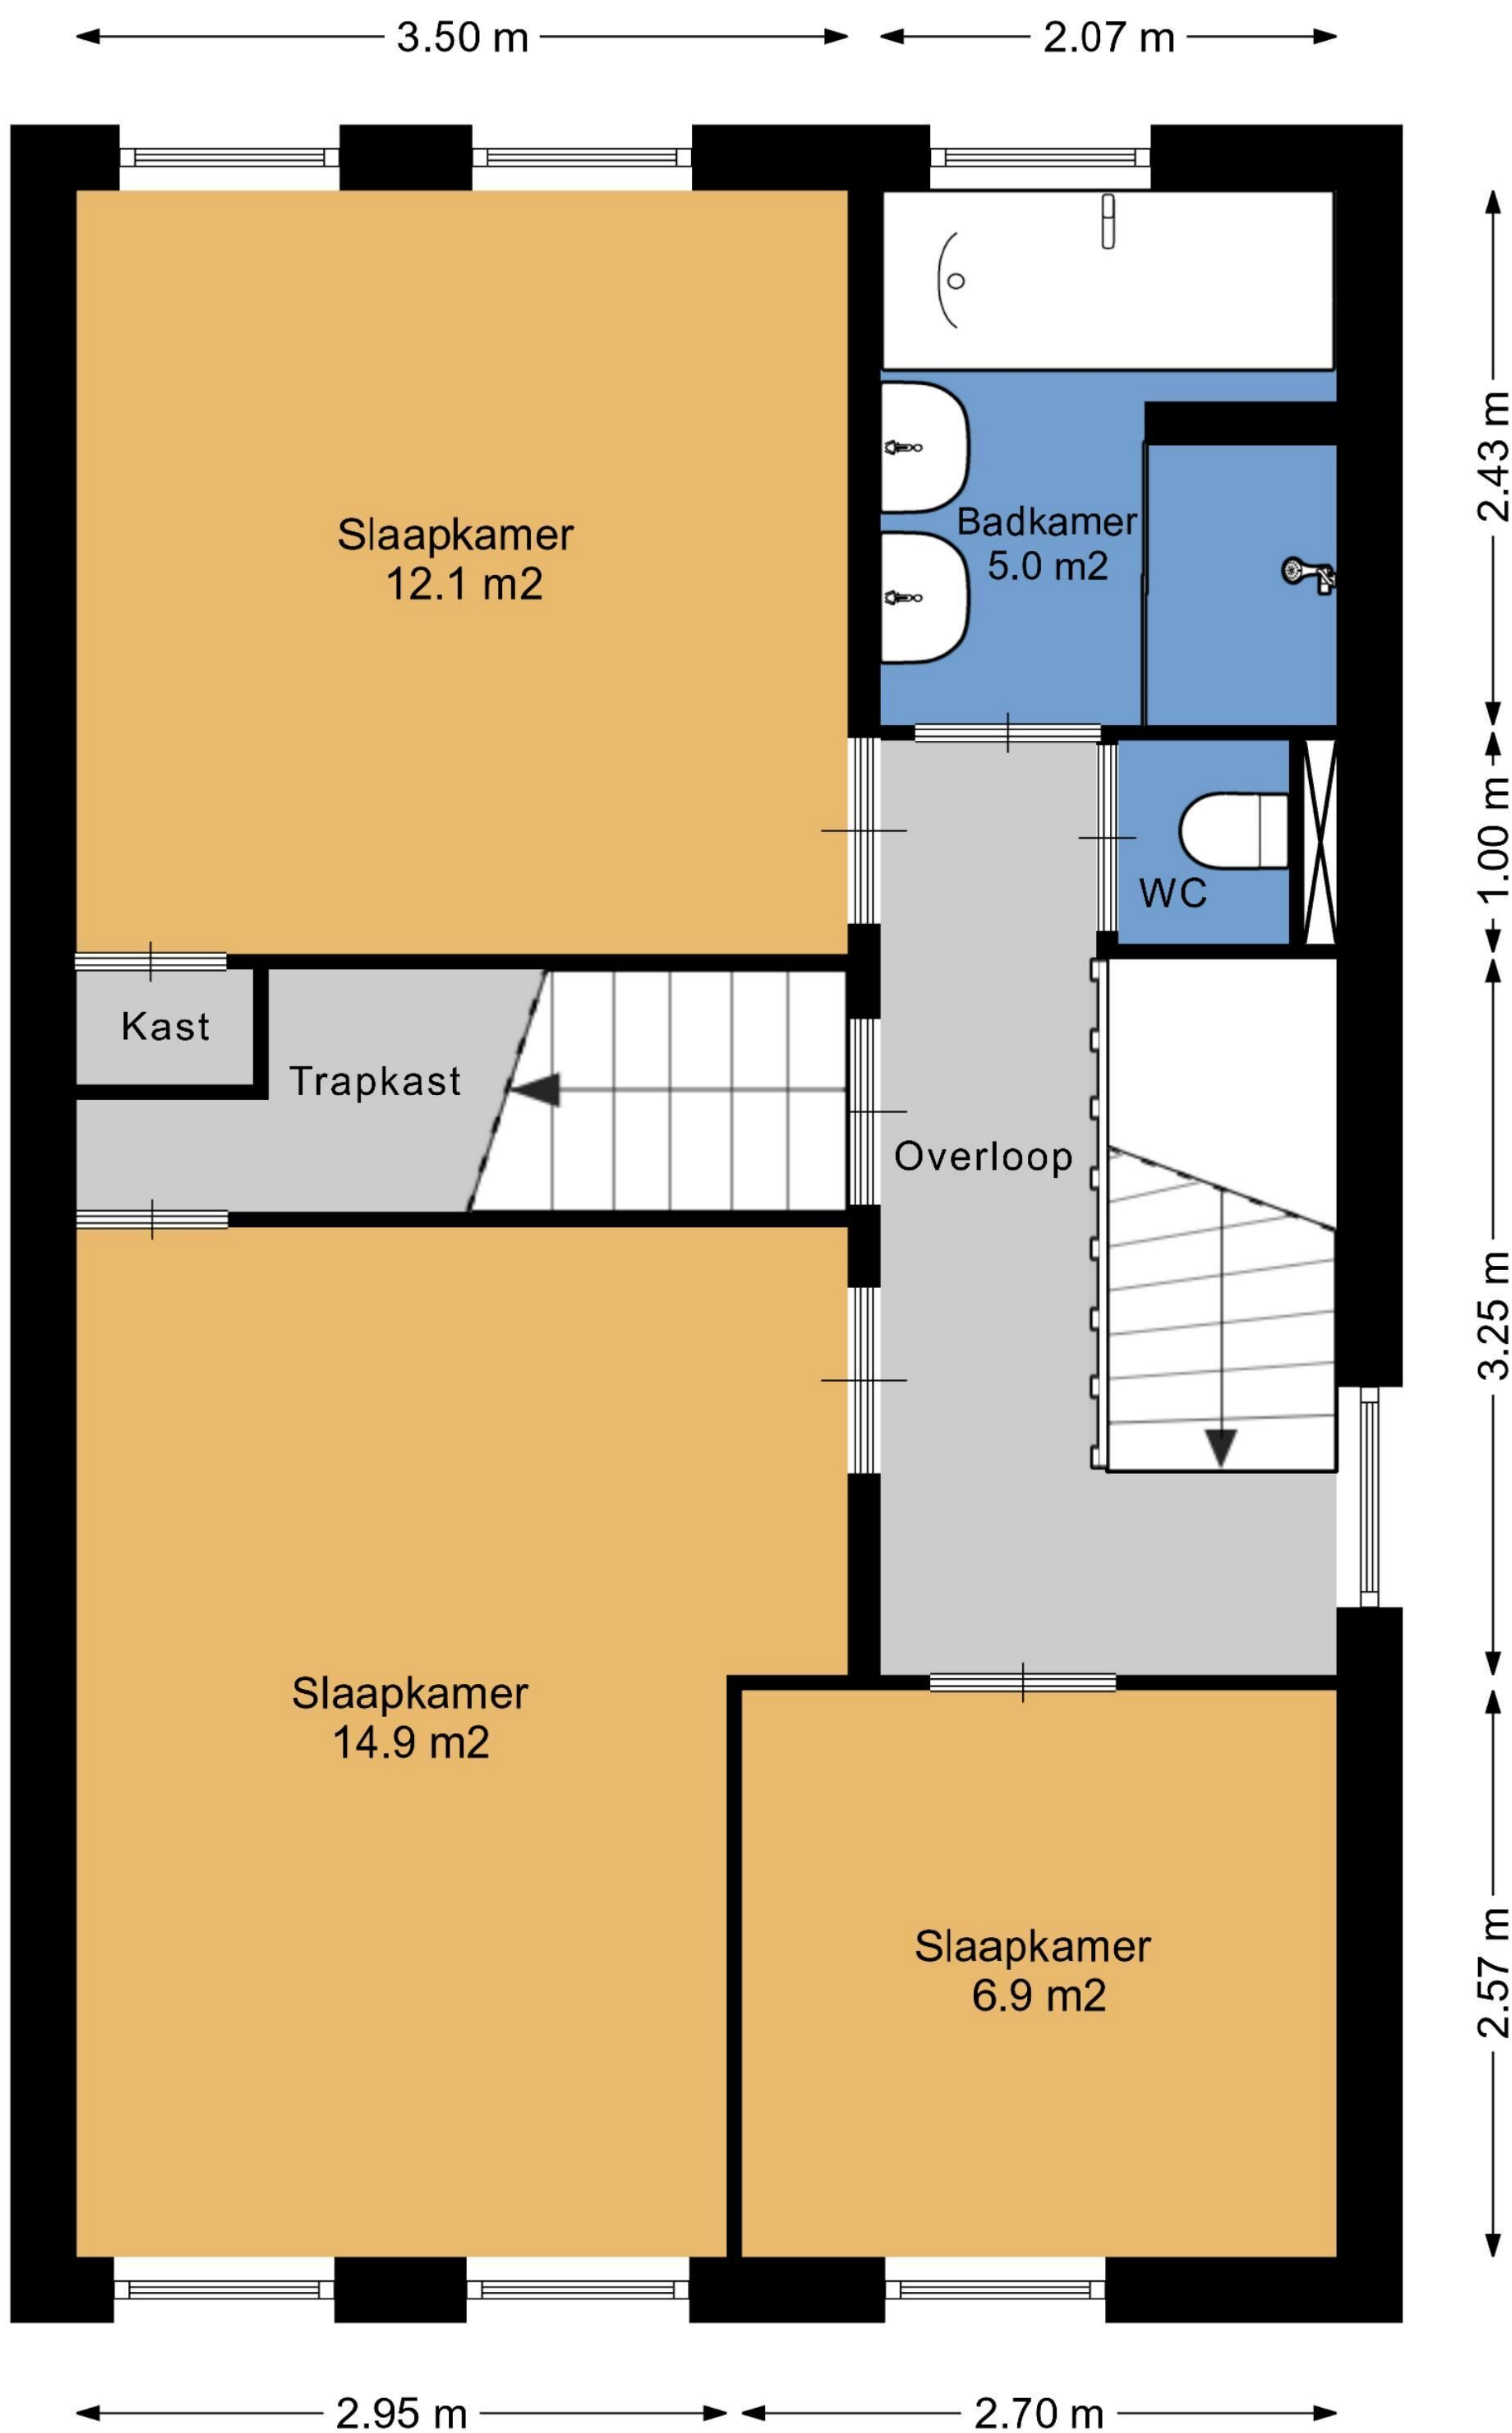 3.50 m
2.07 m
Slaapkamer
12.1 m2
Badkamer
5.0 m2
2.43 m
WC
1.00 m
Kast
Trapkast
Overloop
3.25 m
Slaapkamer
14.9 m2
Slaapkamer
6.9 m2
2.57 m
2.95 m
2.70 m